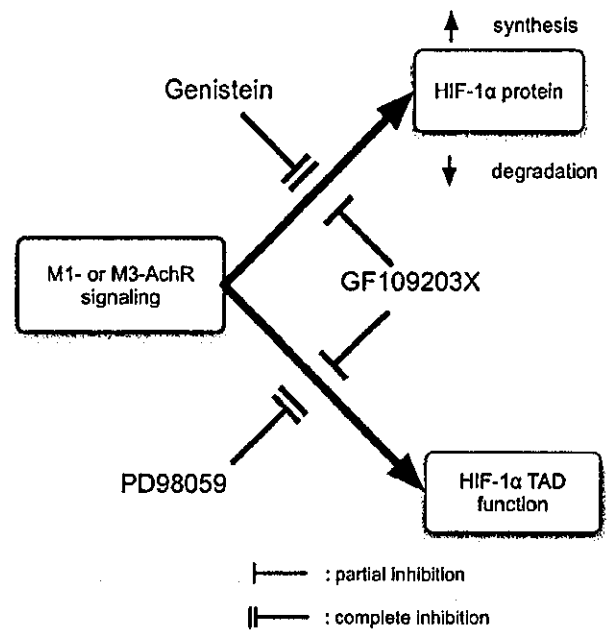 synthesis
Genistein
HIF-1α protein
degradation
M1- or M3-AchR
signaling
GF109203X
PD98059
HIF-1α TAD
function
: partial inhibition
: complete inhibition